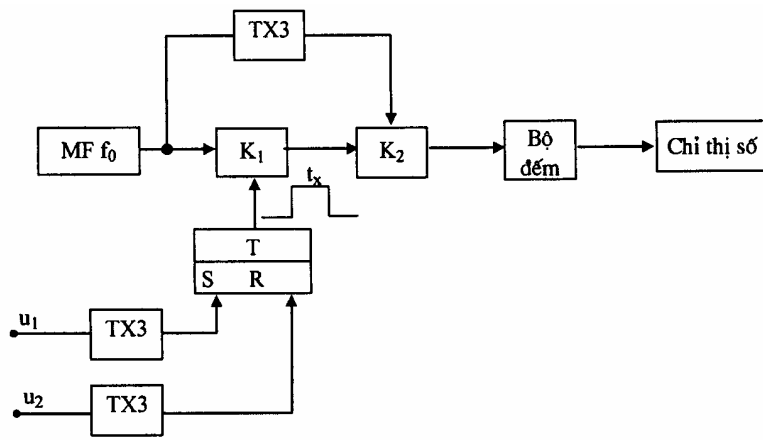 TX3
MF f₀
K₁
K₂
Bộ
đếm
Chỉ thị số
tₓ
T
S R
u₁
TX3
u₂
TX3